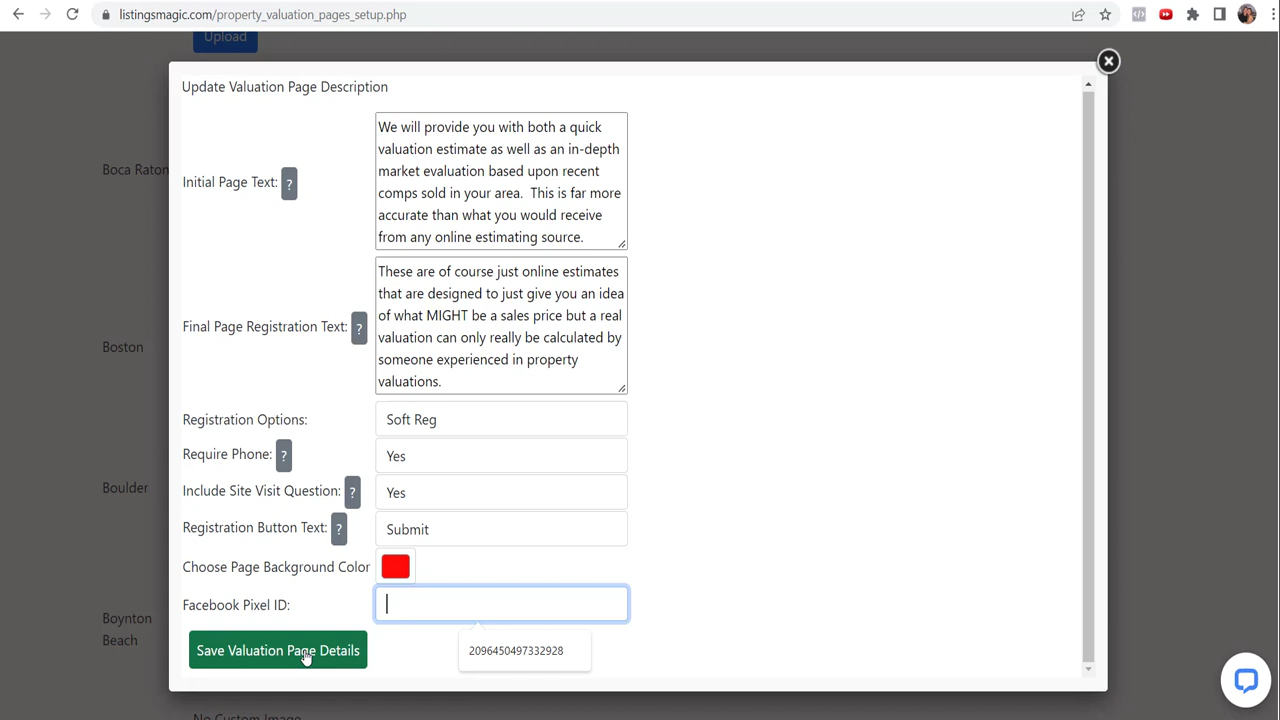 listingsmagic.com/property_valuation_pages_setup.php
Upload
Update Valuation Page Description
Initial Page Text: ?
We will provide you with both a quick
valuation estimate as well as an in-depth
market evaluation based upon recent
comps sold in your area.  This is far more
accurate than what you would receive
from any online estimating source.
Boca Raton
Final Page Registration Text: ?
These are of course just online estimates
that are designed to just give you an idea
of what MIGHT be a sales price but a real
valuation can only really be calculated by
someone experienced in property
valuations.
Boston
Registration Options: Soft Reg
Require Phone: ? Yes
Include Site Visit Question: ? Yes
Boulder
Registration Button Text: ? Submit
Choose Page Background Color
Facebook Pixel ID:
Boynton
Beach
Save Valuation Page Details
2096450497332928
No Custom Image